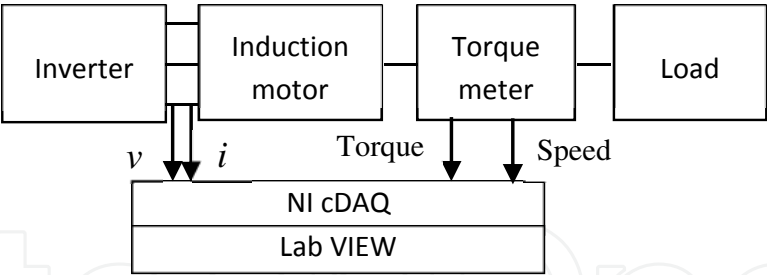 Inverter
Induction
motor
Torque
meter
Load
v
i
Torque
Speed
NI cDAQ
Lab VIEW